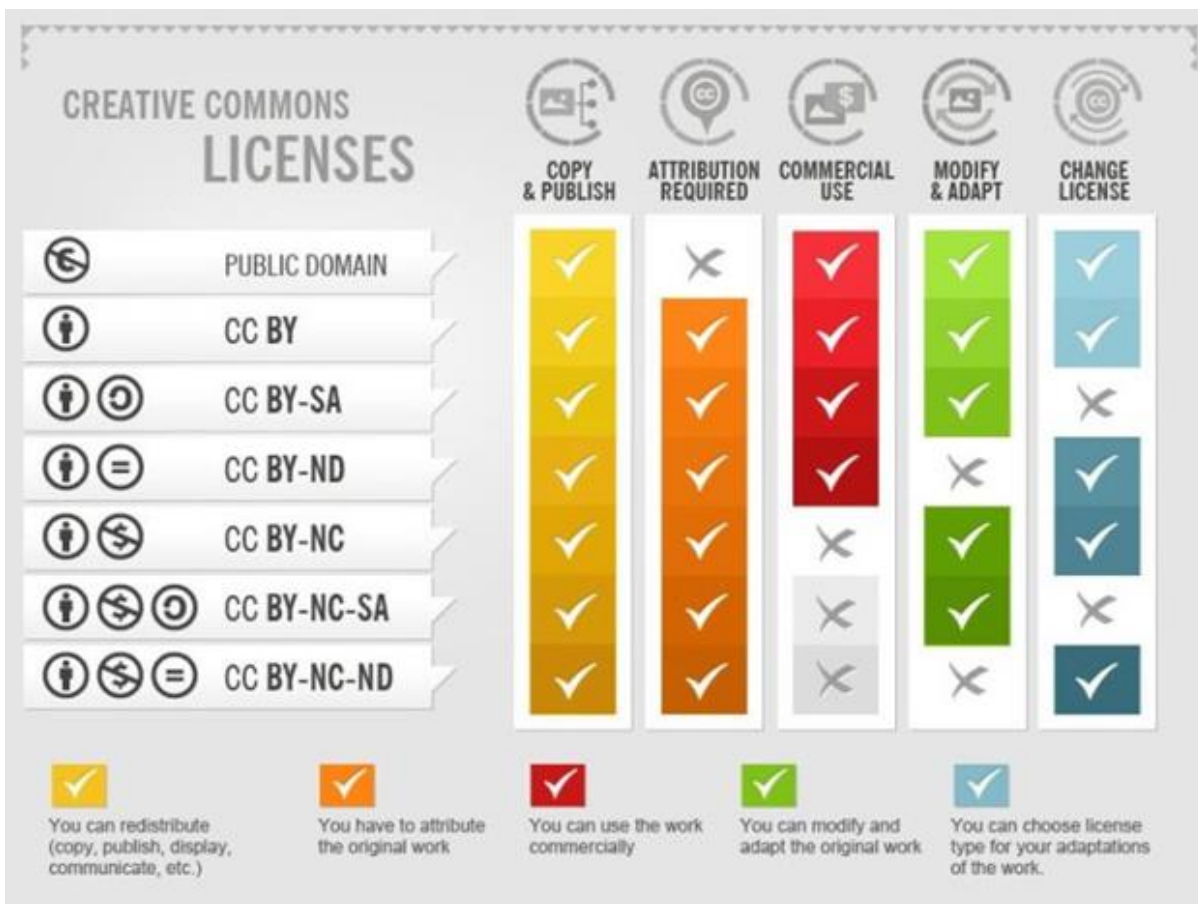 CREATIVE COMMONS
LICENSES
COPY
& PUBLISH
ATTRIBUTION
REQUIRED
COMMERCIAL
USE
MODIFY
& ADAPT
CHANGE
LICENSE
PUBLIC DOMAIN
CC BY
CC BY-SA
CC BY-ND
CC BY-NC
CC BY-NC-SA
CC BY-NC-ND
You can redistribute
(copy, publish, display,
communicate, etc.)
You have to attribute
the original work
You can use the work
commercially
You can modify and
adapt the original work
You can choose license
type for your adaptations
of the work.